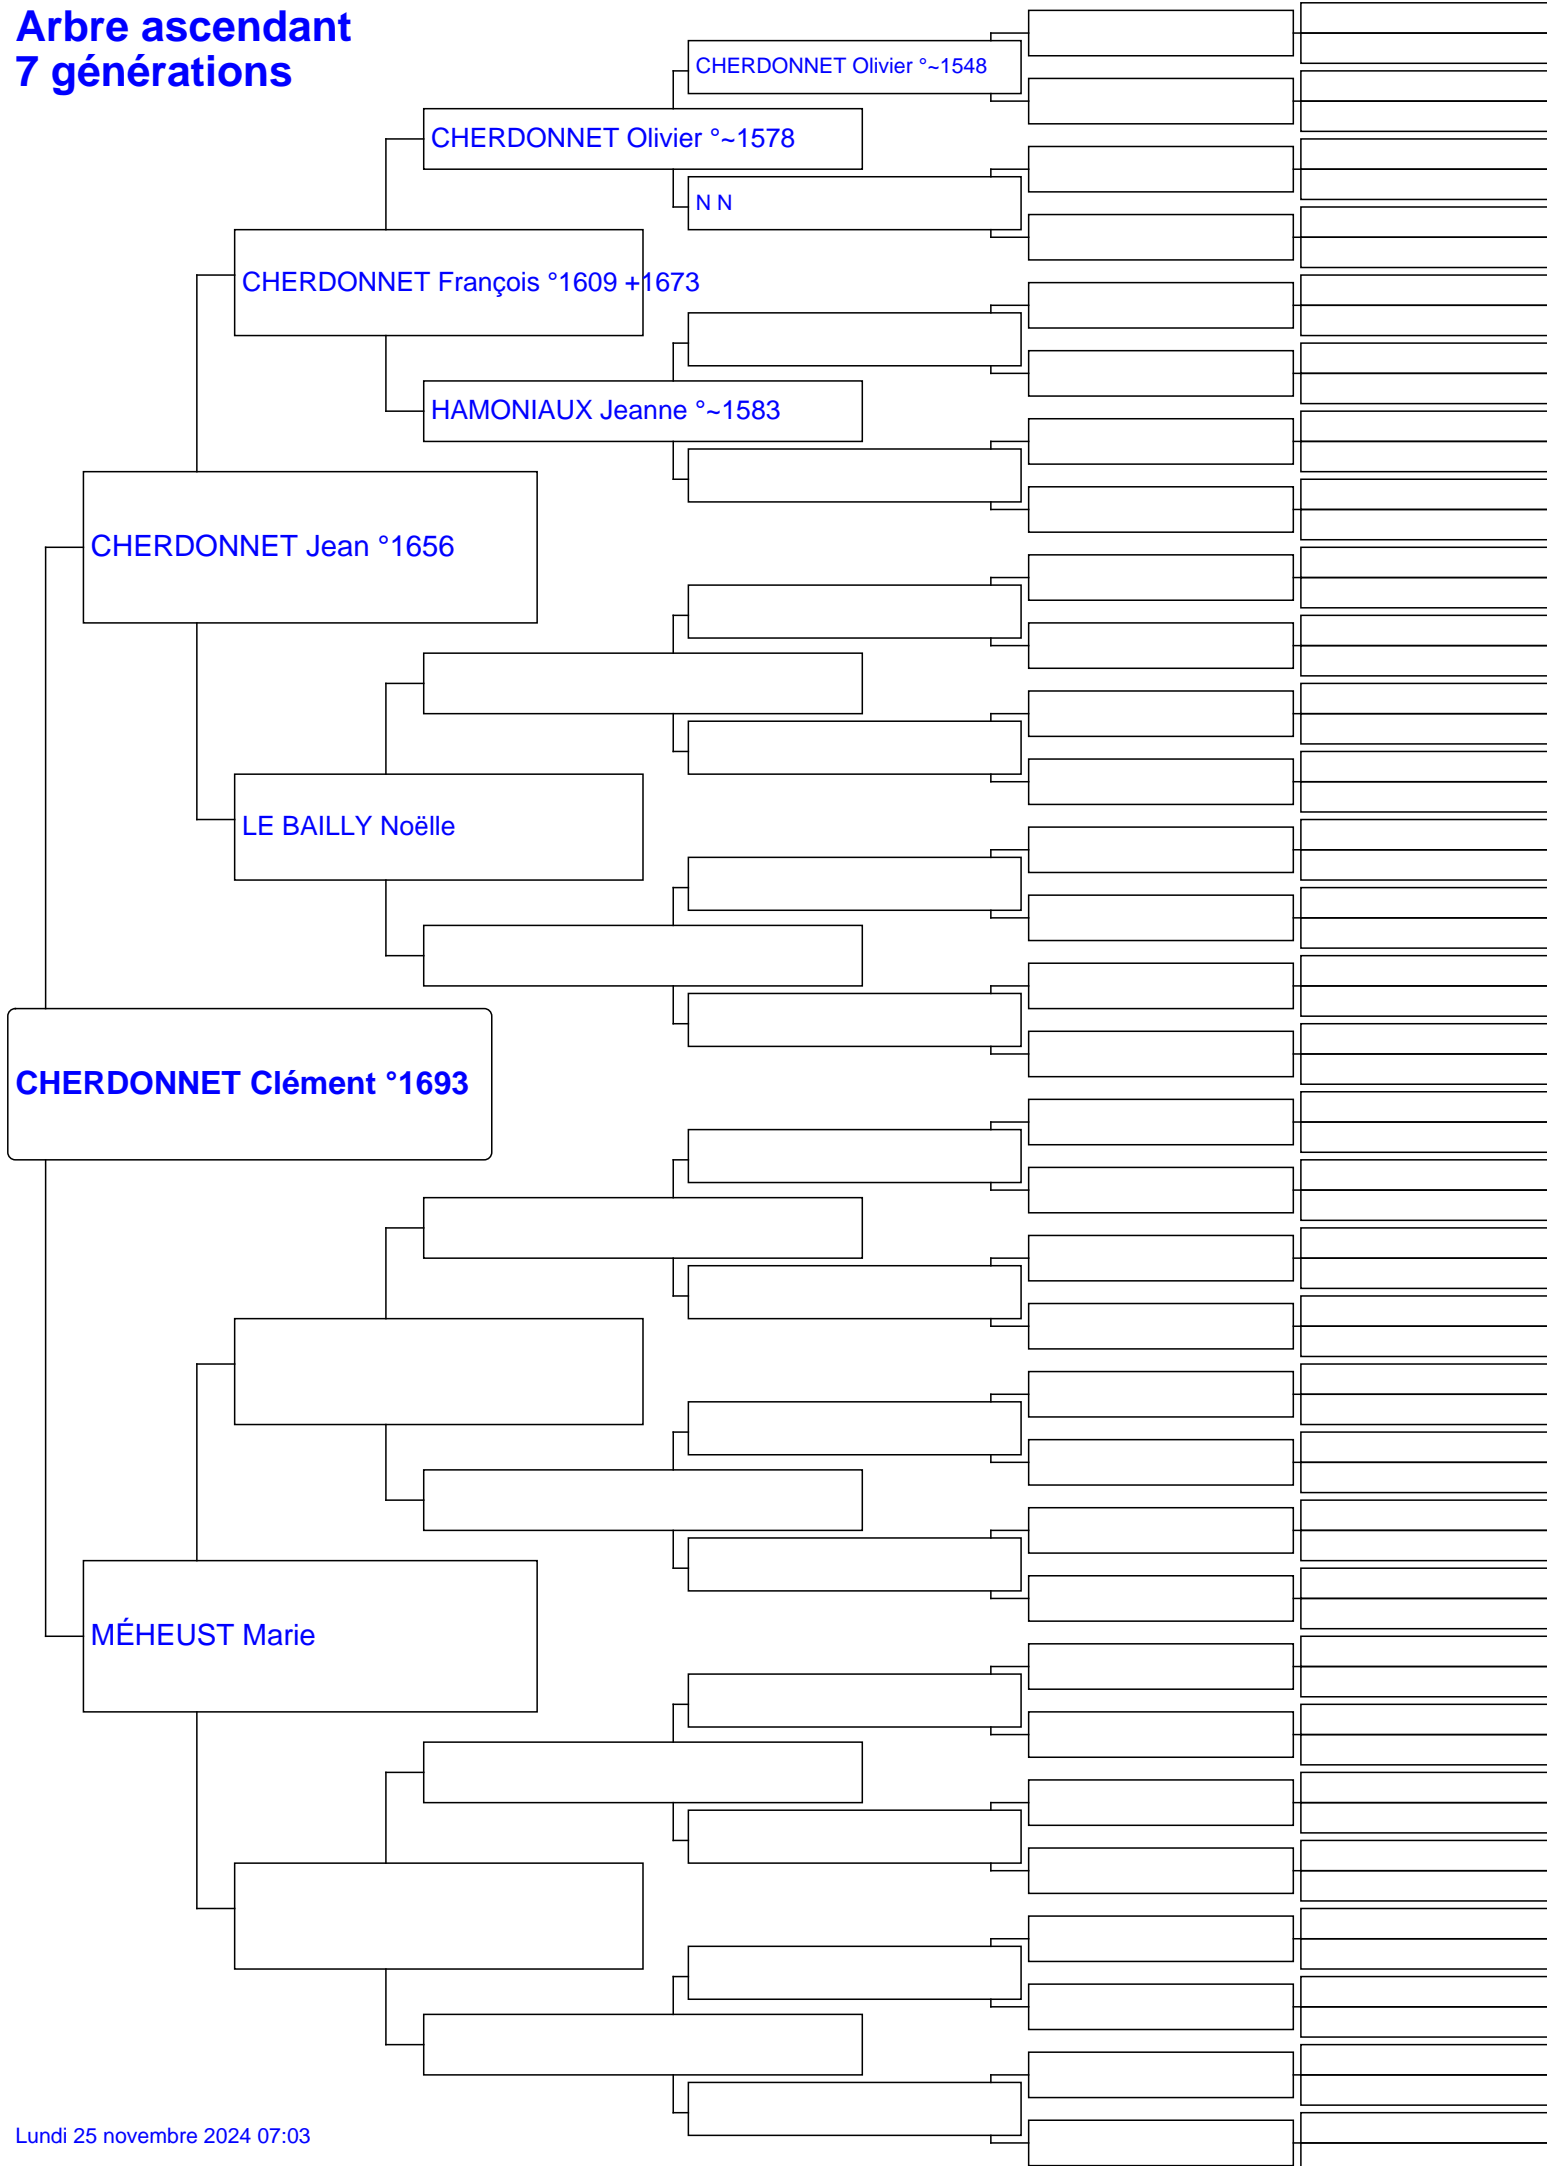 Arbre ascendant
7 générations
CHERDONNET Olivier °~1548
CHERDONNET Olivier °~1578
N N
CHERDONNET François °1609 +1673
HAMONIAUX Jeanne °~1583
CHERDONNET Jean °1656
LE BAILLY Noëlle
CHERDONNET Clément °1693
MÉHEUST Marie
Lundi 25 novembre 2024 07:03